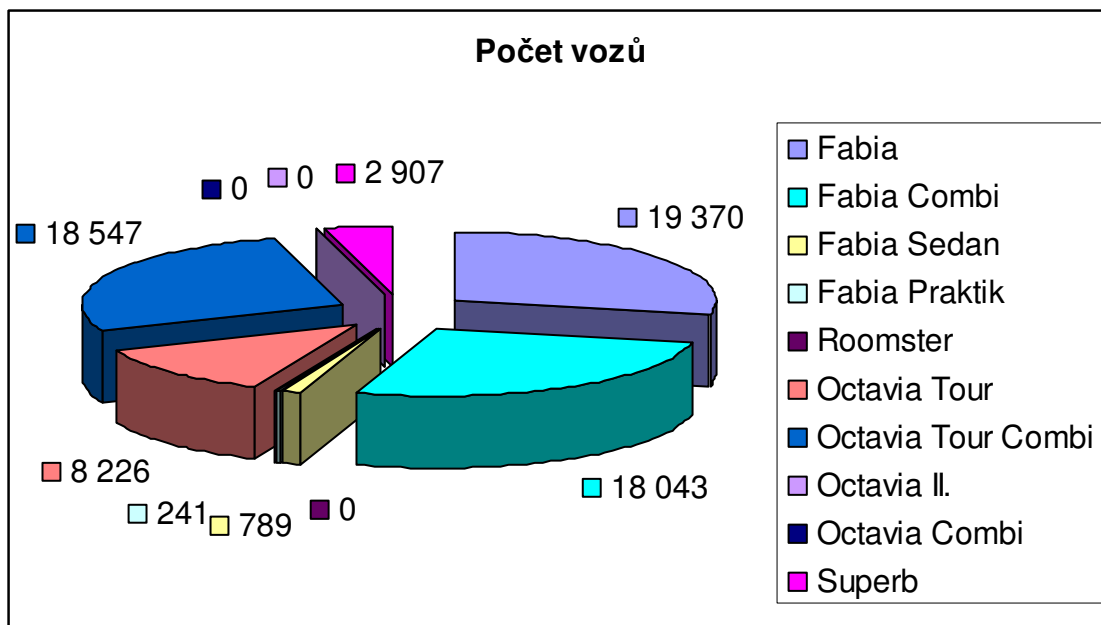 Počet vozů
0
0
2 907
18 547
19 370
8 226
241
789
0
18 043
Fabia
Fabia Combi
Fabia Sedan
Fabia Praktik
Roomster
Octavia Tour
Octavia Tour Combi
Octavia II.
Octavia Combi
Superb